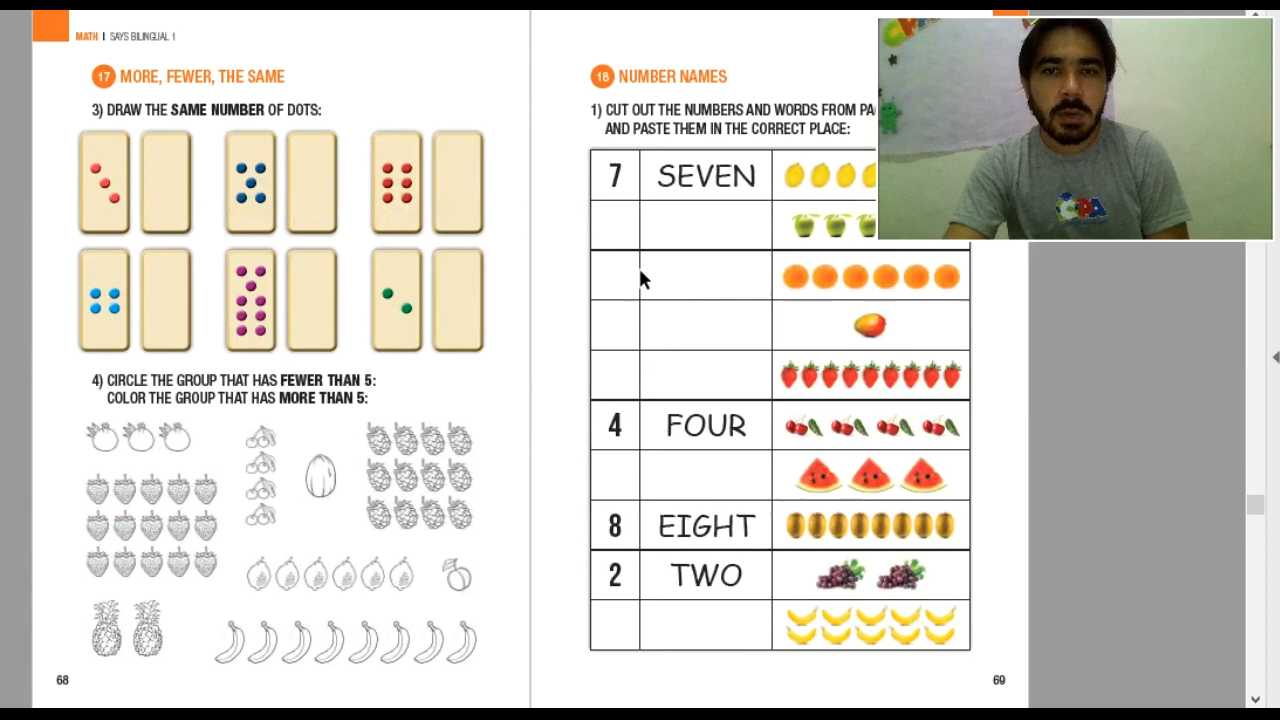 MATH | SAYS BILINGUAL 1
17 MORE, FEWER, THE SAME
3) DRAW THE SAME NUMBER OF DOTS:
4) CIRCLE THE GROUP THAT HAS FEWER THAN 5:
COLOR THE GROUP THAT HAS MORE THAN 5:
68
18 NUMBER NAMES
1) CUT OUT THE NUMBERS AND WORDS FROM
AND PASTE THEM IN THE CORRECT PLACE:
7 SEVEN
4 FOUR
8 EIGHT
2 TWO
69